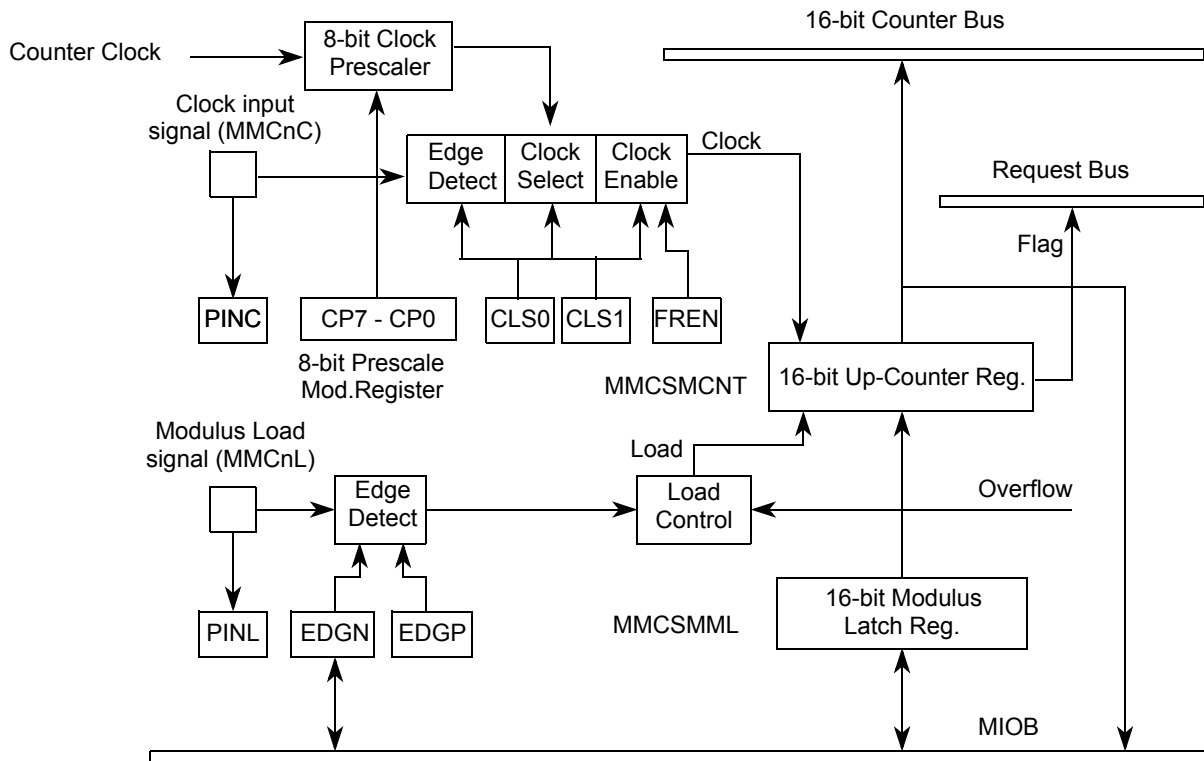 16-bit Counter Bus
Counter Clock
8-bit Clock
Prescaler
Clock input
signal (MMCnC)
Edge
Detect
Clock
Select
Clock
Enable
Clock
Request Bus
Flag
PINC
CP7 - CP0
CLS0
CLS1
FREN
8-bit Prescale
Mod.Register
MMCSMCNT
16-bit Up-Counter Reg.
Modulus Load
signal (MMCnL)
Load
Edge
Detect
Load
Control
Overflow
PINL
EDGN
EDGP
MMCSMML
16-bit Modulus
Latch Reg.
MIOB